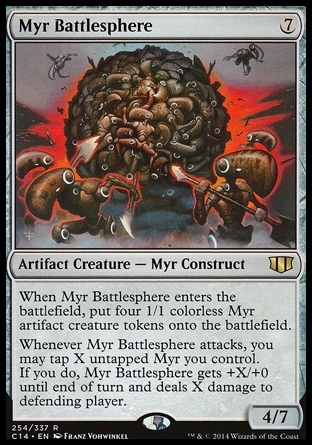 Myr Battlesphere 7
Artifact Creature — Myr Construct
When Myr Battlesphere enters the
battlefield, put four 1/1 colorless Myr
artifact creature tokens onto the battlefield.
Whenever Myr Battlesphere attacks, you
may tap X untapped Myr you control.
If you do, Myr Battlesphere gets +X/+0
until end of turn and deals X damage to
defending player.
4/7
254/337 R
C14 • EN Franz Vohwinkel ™ & © 2014 Wizards of the Coast